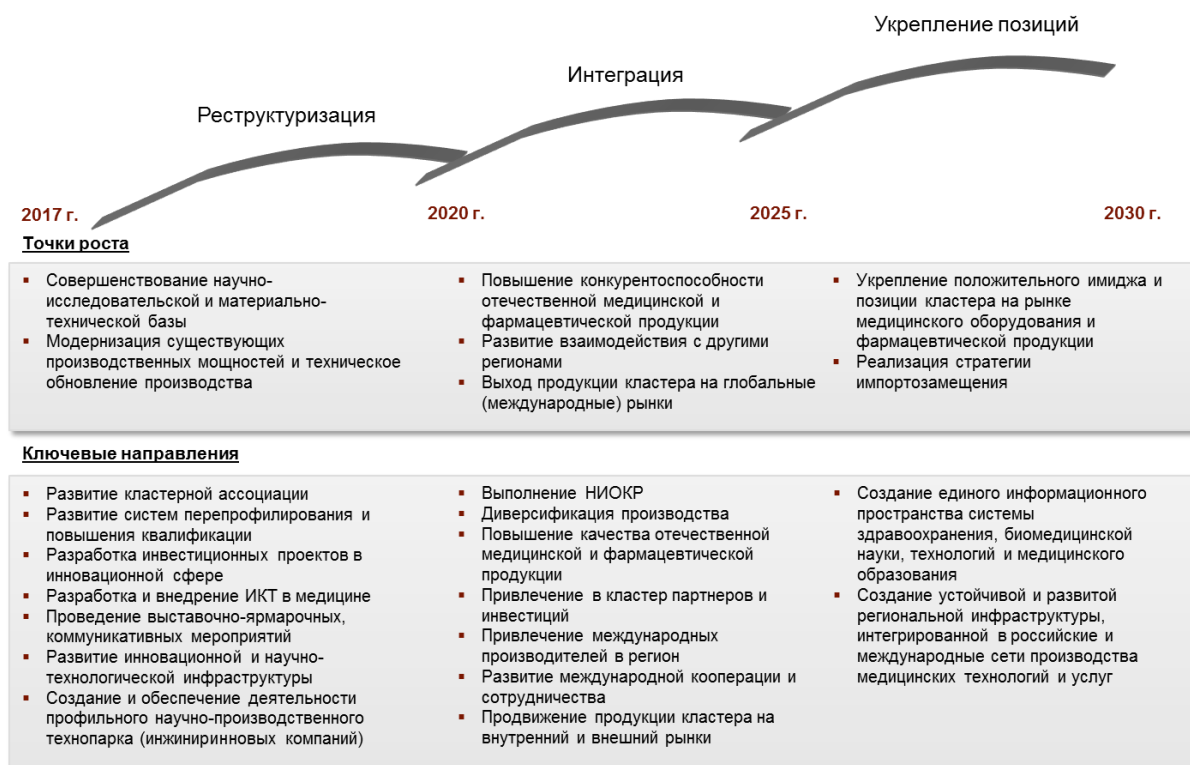 Укрепление позиций
Интеграция
Реструктуризация
2017 г.
2020 г.
2025 г.
2030 г.
Точки роста
▪ Совершенствование научно-
исследовательской и материально-
технической базы
▪ Модернизация существующих
производственных мощностей и техническое
обновление производства
▪ Повышение конкурентоспособности
отечественной медицинской и
фармацевтической продукции
▪ Развитие взаимодействия с другими
регионами
▪ Выход продукции кластера на глобальные
(международные) рынки
▪ Укрепление положительного имиджа и
позиции кластера на рынке
медицинского оборудования и
фармацевтической продукции
▪ Реализация стратегии
импортозамещения
Ключевые направления
▪ Развитие кластерной ассоциации
▪ Развитие систем перепрофилирования и
повышения квалификации
▪ Разработка инвестиционных проектов в
инновационной сфере
▪ Разработка и внедрение ИКТ в медицине
▪ Проведение выставочно-ярмарочных,
коммуникативных мероприятий
▪ Развитие инновационной и научно-
технологической инфраструктуры
▪ Создание и обеспечение деятельности
профильного научно-производственного
технопарка (инжиниринновых компаний)
▪ Выполнение НИОКР
▪ Диверсификация производства
▪ Повышение качества отечественной
медицинской и фармацевтической
продукции
▪ Привлечение в кластер партнеров и
инвестиций
▪ Привлечение международных
производителей в регион
▪ Развитие международной кооперации и
сотрудничества
▪ Продвижение продукции кластера на
внутренний и внешний рынки
▪ Создание единого информационного
пространства системы
здравоохранения, биомедицинской
науки, технологий и медицинского
образования
▪ Создание устойчивой и развитой
региональной инфраструктуры,
интегрированной в российские и
международные сети производства
медицинских технологий и услуг